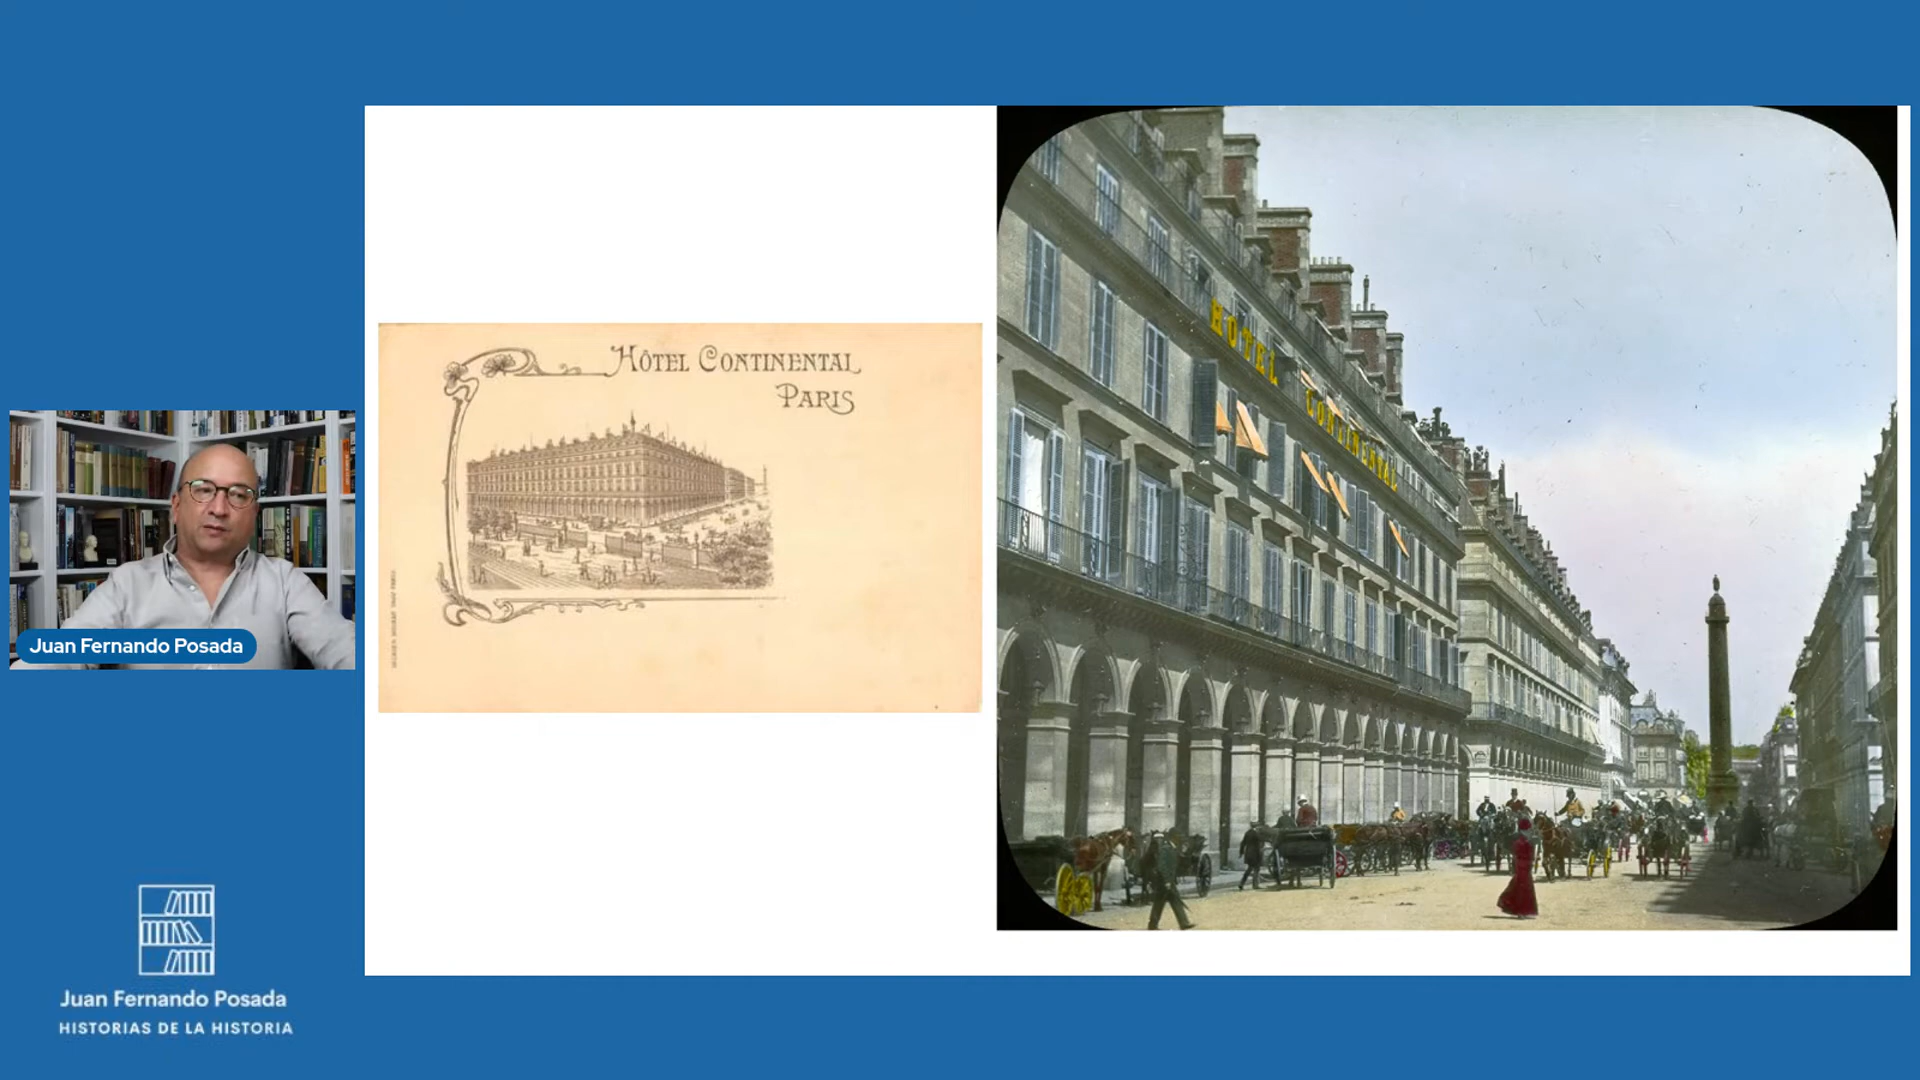 HÔTEL CONTINENTAL
PARIS
HOTEL CONTINENTAL
Juan Fernando Posada
Juan Fernando Posada
HISTORIAS DE LA HISTORIA